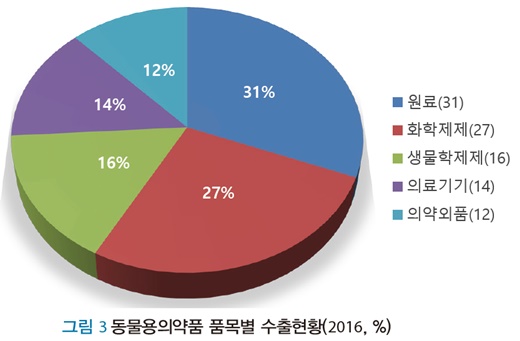 31%
27%
16%
14%
12%
원료(31)
화학제제(27)
생물학제제(16)
의료기기(14)
의약외품(12)
그림 3 동물용의약품 품목별 수출현황(2016, %)